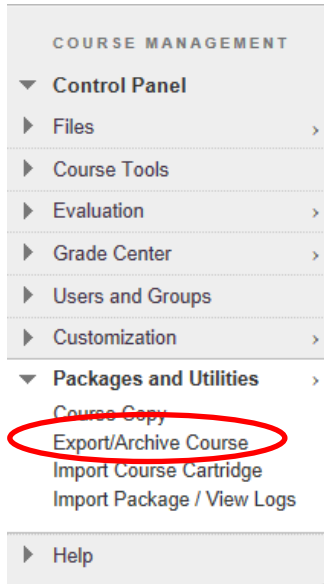 COURSE MANAGEMENT
Control Panel
Files
Course Tools
Evaluation
Grade Center
Users and Groups
Customization
Packages and Utilities
Course Copy
Export/Archive Course
Import Course Cartridge
Import Package / View Logs
Help